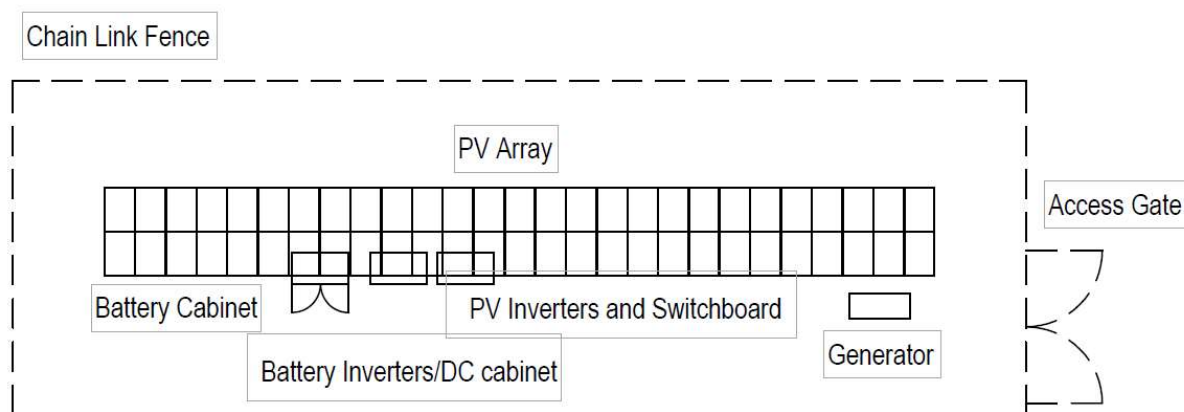 Chain Link Fence
PV Array
Access Gate
Battery Cabinet
PV Inverters and Switchboard
Generator
Battery Inverters/DC cabinet